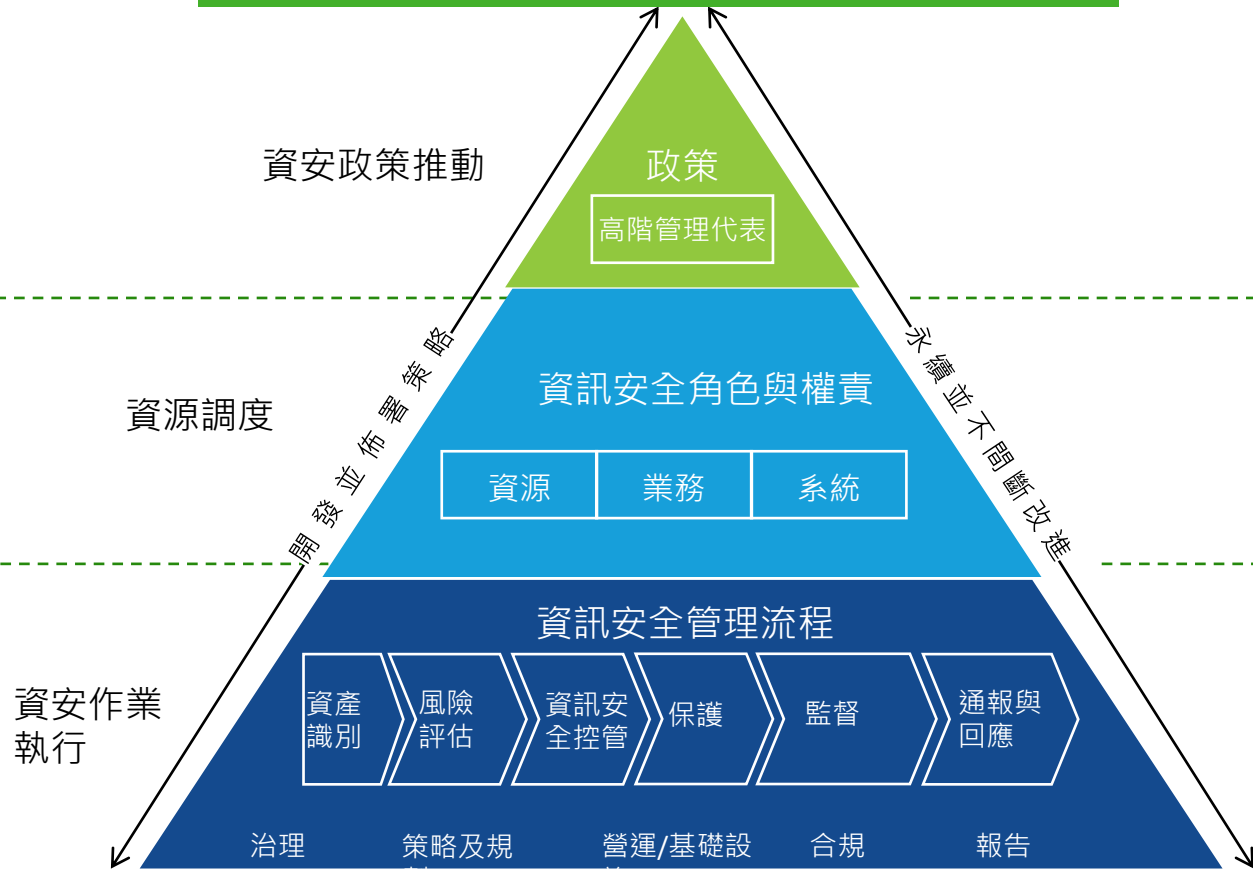 資安政策推動
政策
高階管理代表
開發並佈署策略
永續並不間斷改進
資源調度
資訊安全角色與權責
資源
業務
系統
資安作業
執行
資訊安全管理流程
資產
識別
風險
評估
資訊安
全控管
保護
監督
通報與
回應
治理
策略及規
營運/基礎設
合規
報告